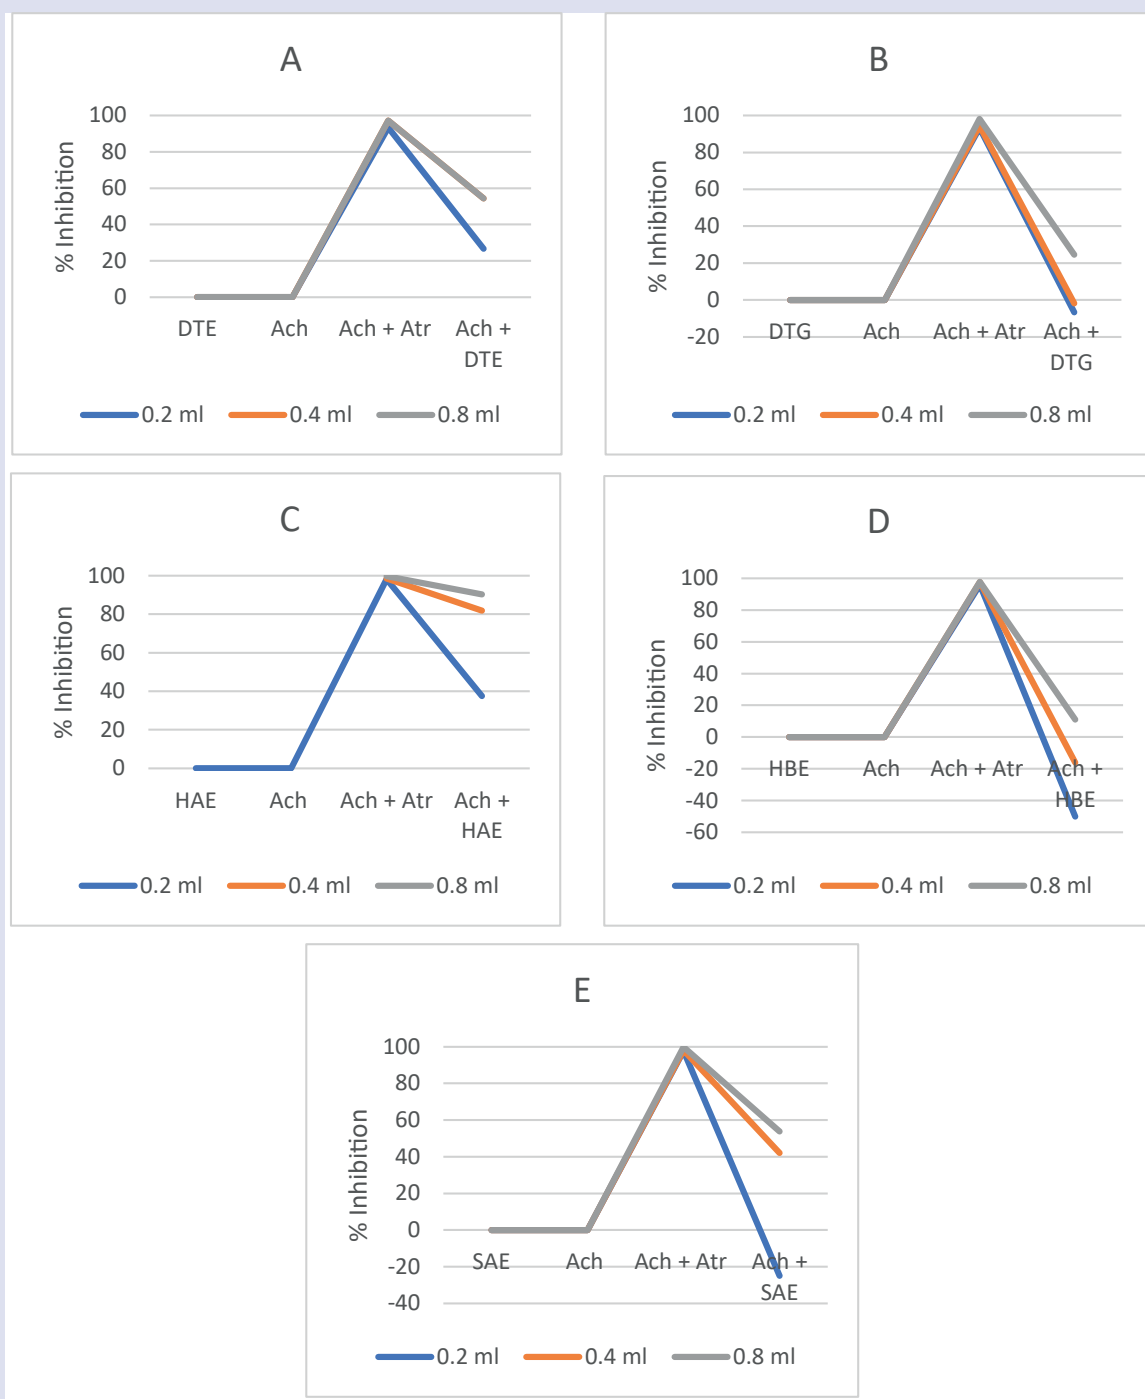 A
% Inhibition
100
80
60
40
20
0
DTE Ach Ach + Atr Ach +
DTE
0.2 ml 0.4 ml 0.8 ml
B
% Inhibition
100
80
60
40
20
0
-20
DTG Ach Ach + Atr Ach +
DTG
0.2 ml 0.4 ml 0.8 ml
C
% Inhibition
100
80
60
40
20
0
HAE Ach Ach + Atr Ach +
HAE
0.2 ml 0.4 ml 0.8 ml
D
% Inhibition
100
80
60
40
20
0
-20
-40
-60
HBE Ach Ach + Atr Ach +
HBE
0.2 ml 0.4 ml 0.8 ml
E
% Inhibition
100
80
60
40
20
0
-20
-40
SAE Ach Ach + Atr Ach +
SAE
0.2 ml 0.4 ml 0.8 ml